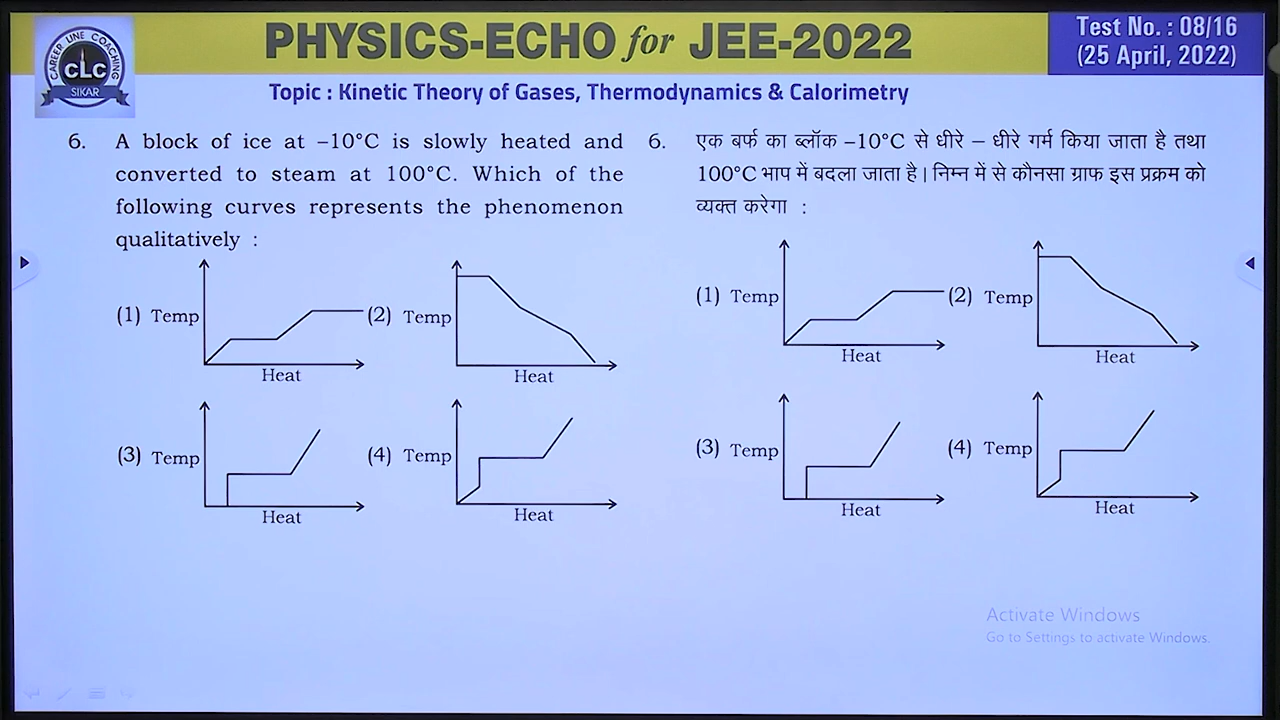 CAREER LINE COACHING
CLC
SIKAR
PHYSICS-ECHO for JEE-2022
Test No. : 08/16
(25 April, 2022)
Topic : Kinetic Theory of Gases, Thermodynamics & Calorimetry
6. A block of ice at –10°C is slowly heated and
converted to steam at 100°C. Which of the
following curves represents the phenomenon
qualitatively :
(1) Temp
Heat
(2) Temp
Heat
(3) Temp
Heat
(4) Temp
Heat
6. एक बर्फ का ब्लॉक –10°C से धीरे – धीरे गर्म किया जाता है तथा
100°C भाप में बदला जाता है। निम्न में से कौनसा ग्राफ इस प्रक्रम को
व्यक्त करेगा :
(1) Temp
Heat
(2) Temp
Heat
(3) Temp
Heat
(4) Temp
Heat
Activate Windows
Go to Settings to activate Windows.